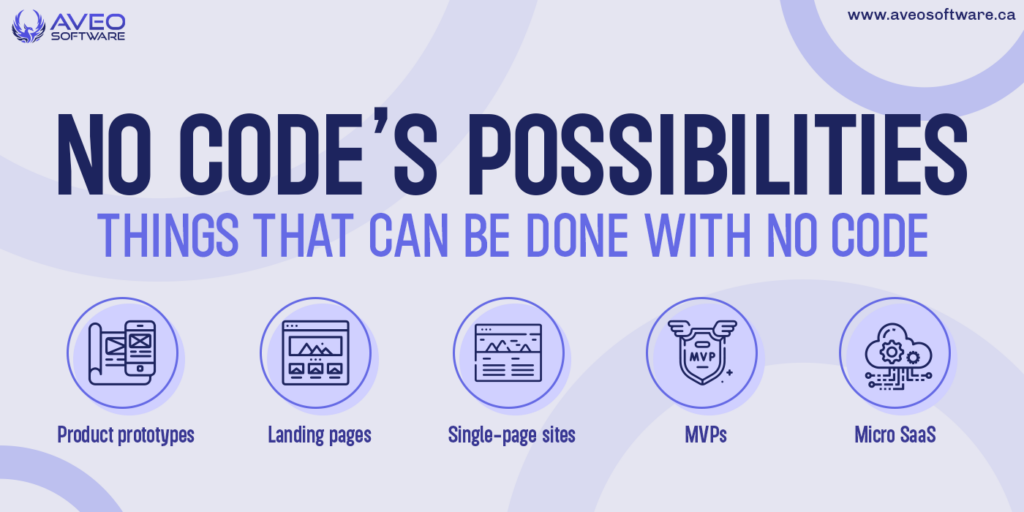 AVEO
SOFTWARE
www.aveosoftware.ca
NO CODE’S POSSIBILITIES
THINGS THAT CAN BE DONE WITH NO CODE
MVP
Product prototypes
Landing pages
Single-page sites
MVPs
Micro SaaS